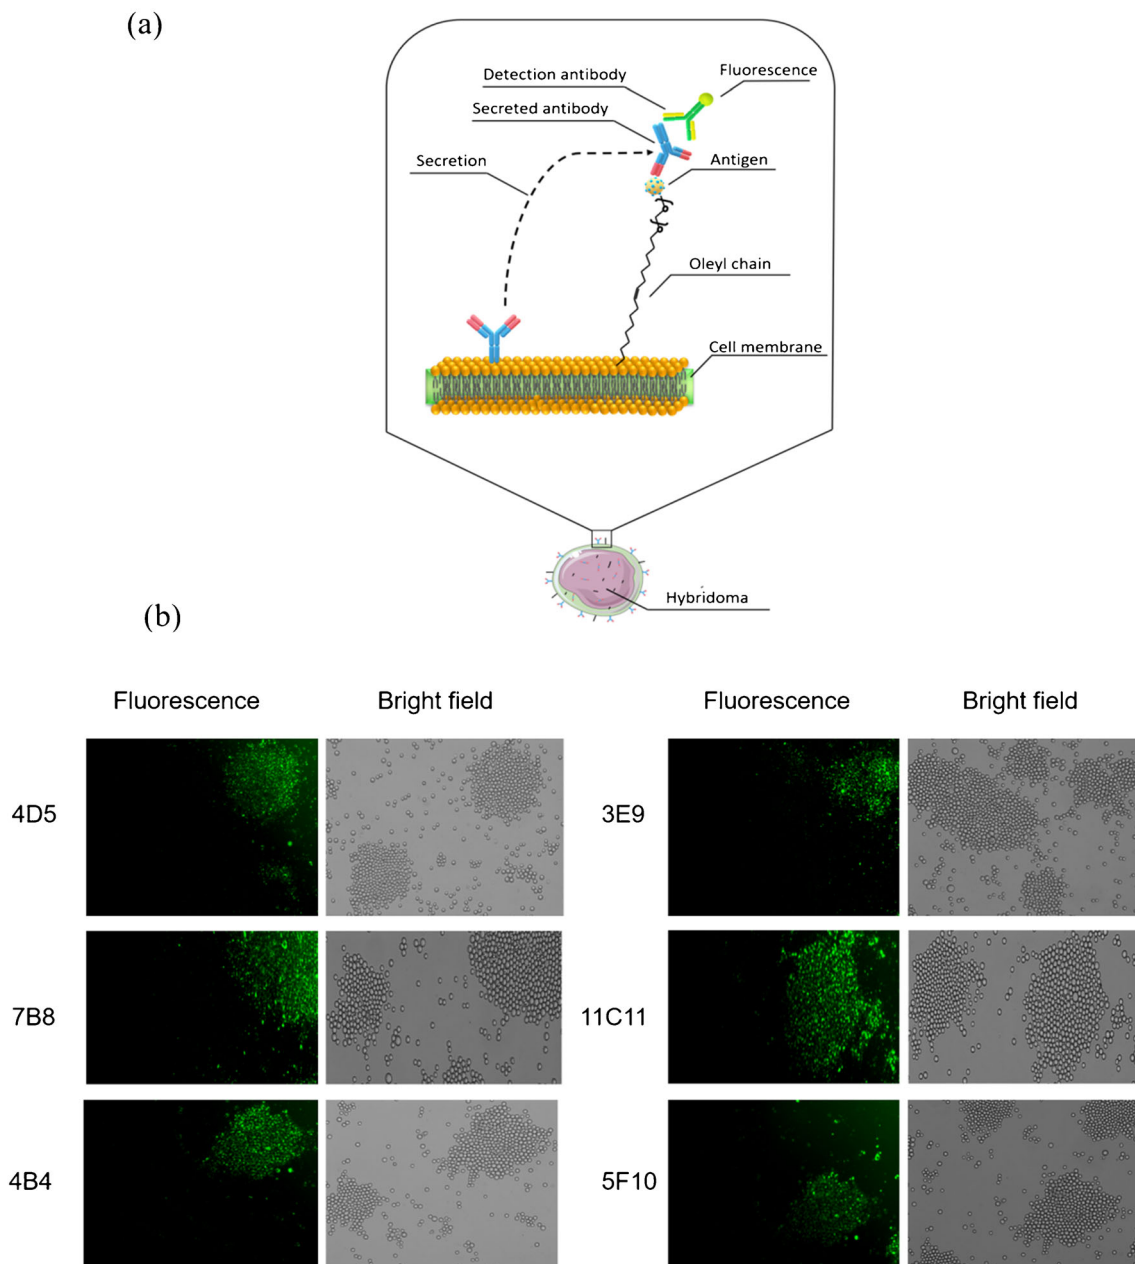 (a)
Detection antibody
Fluorescence
Secreted antibody
Secretion
Antigen
Oleyl chain
Cell membrane
Hybridoma
(b)
Fluorescence Bright field Fluorescence Bright field
4D5 3E9
7B8 11C11
4B4 5F10